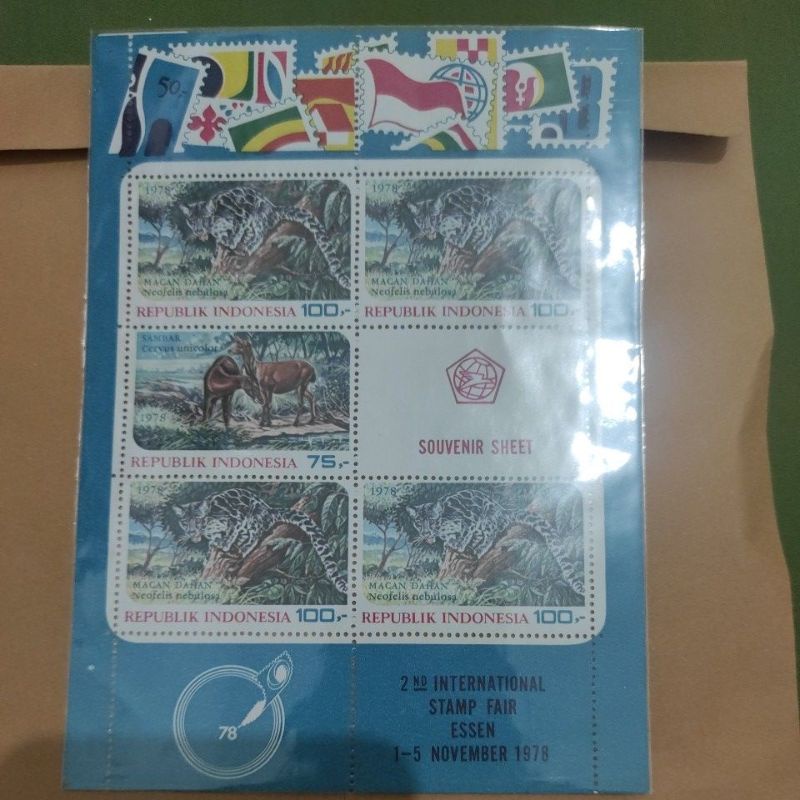 50,-
1978
MACAN DAHAN
Neofelis nebulosa
REPUBLIK INDONESIA 100,-
1978
MACAN DAHAN
Neofelis nebulosa
REPUBLIK INDONESIA 100,-
SAMBAR
Cervus unicolor
1978
REPUBLIK INDONESIA 75,-
SOUVENIR SHEET
1978
MACAN DAHAN
Neofelis nebulosa
REPUBLIK INDONESIA 100,-
1978
MACAN DAHAN
Neofelis nebulosa
REPUBLIK INDONESIA 100,-
78
2ND INTERNATIONAL
STAMP FAIR
ESSEN
1-5 NOVEMBER 1978